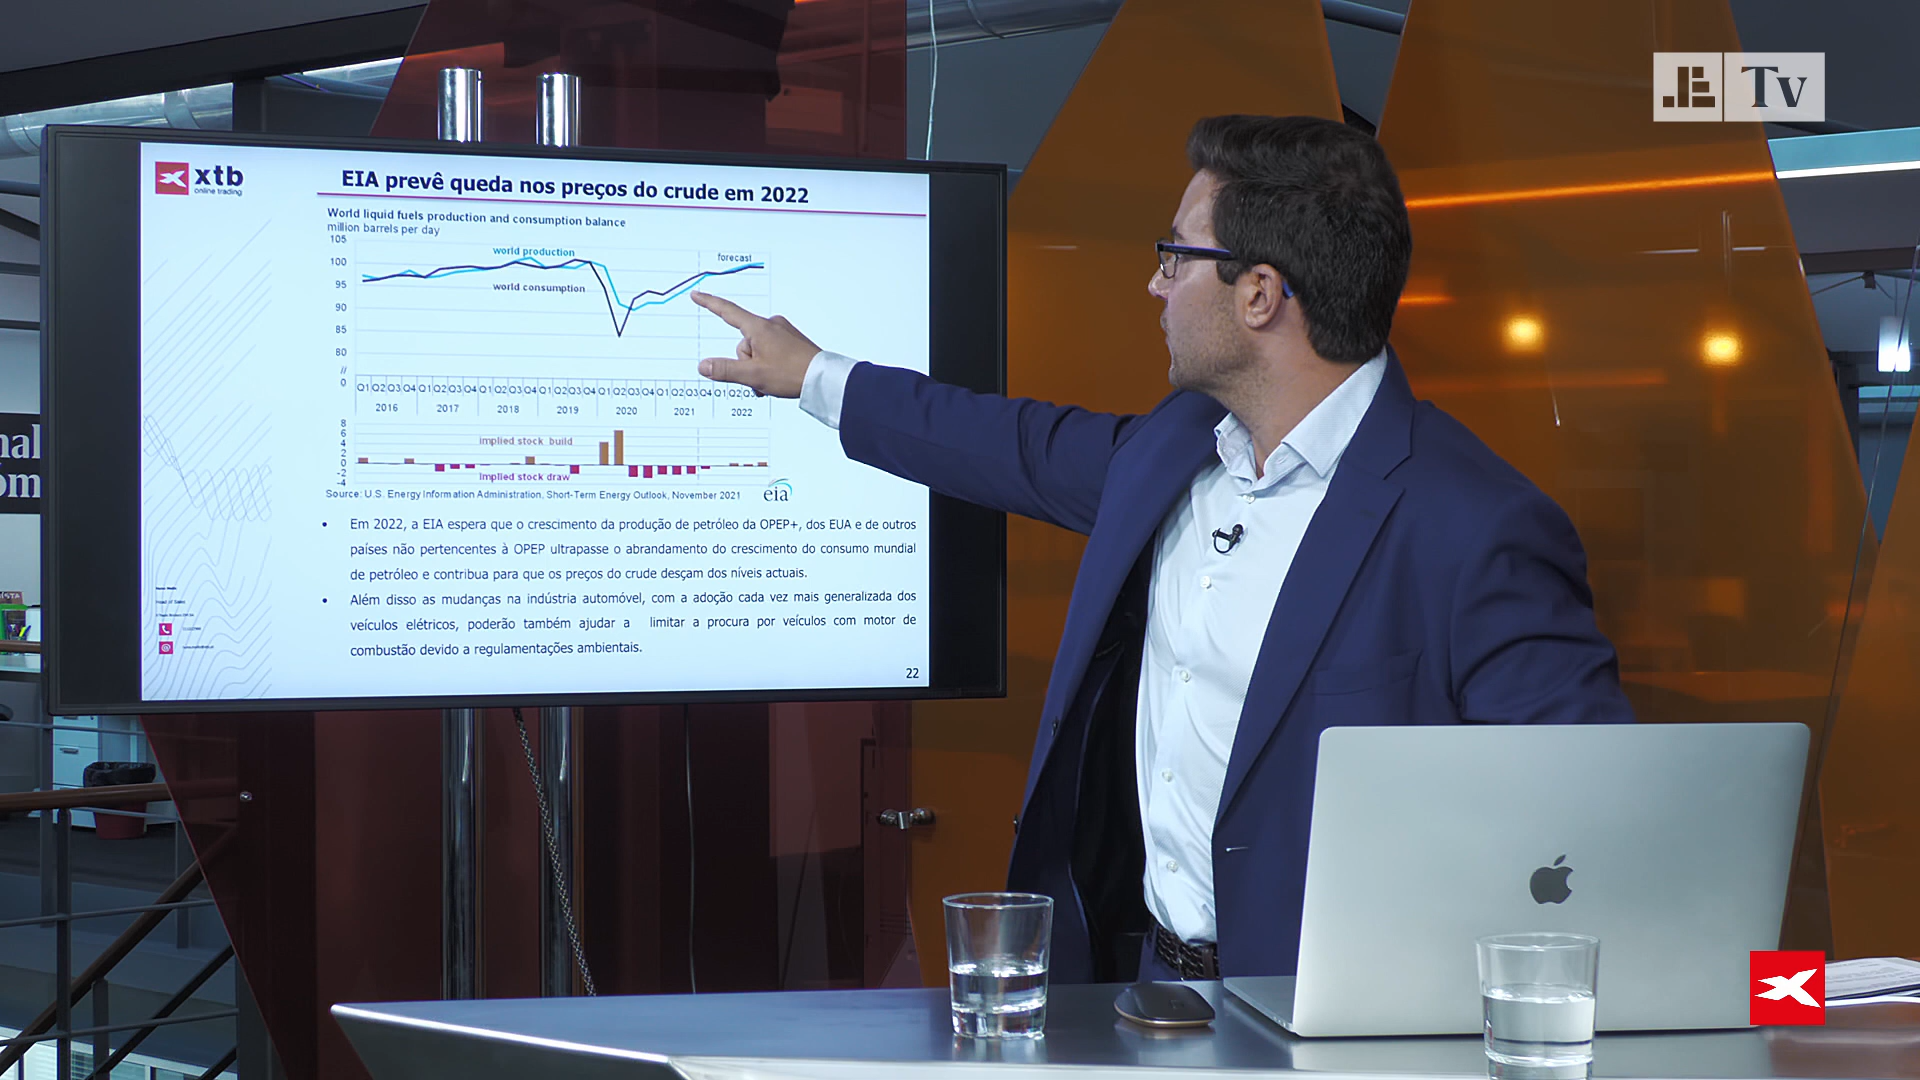 JE Tv
xtb
online trading
EIA prevê queda nos preços do crude em 2022
World liquid fuels production and consumption balance
million barrels per day
105
100
95
90
85
80
//
0
world production
world consumption
forecast
Q1 Q2 Q3 Q4 Q1 Q2 Q3 Q4 Q1 Q2 Q3 Q4 Q1 Q2 Q3 Q4 Q1 Q2 Q3 Q4 Q1 Q2 Q3 Q4 Q1 Q2 Q3
2016 2017 2018 2019 2020 2021 2022
8
6
4
2
0
-2
-4
implied stock build
implied stock draw
Source: U.S. Energy Information Administration, Short-Term Energy Outlook, November 2021
eia
• Em 2022, a EIA espera que o crescimento da produção de petróleo da OPEP+, dos EUA e de outros
países não pertencentes à OPEP ultrapasse o abrandamento do crescimento do consumo mundial
de petróleo e contribua para que os preços do crude desçam dos níveis actuais.
• Além disso as mudanças na indústria automóvel, com a adoção cada vez mais generalizada dos
veículos elétricos, poderão também ajudar a limitar a procura por veículos com motor de
combustão devido a regulamentações ambientais.
22
nal
óm